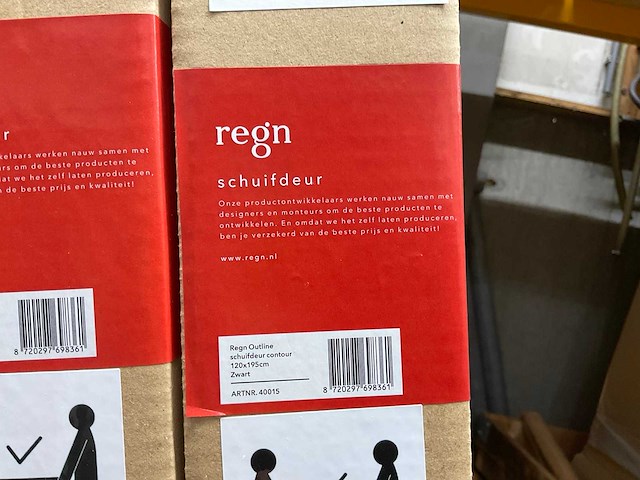 r
kelaars werken nauw samen met
rs om de beste producten te
at we het zelf laten produceren,
n de beste prijs en kwaliteit!
8 720297 698361
regn
schuifdeur
Onze productontwikkelaars werken nauw samen met
designers en monteurs om de beste producten te
ontwikkelen. En omdat we het zelf laten produceren,
ben je verzekerd van de beste prijs en kwaliteit!
www.regn.nl
Regn Outline
schuifdeur contour
120x195cm
Zwart
ARTNR. 40015
8 720297 698361